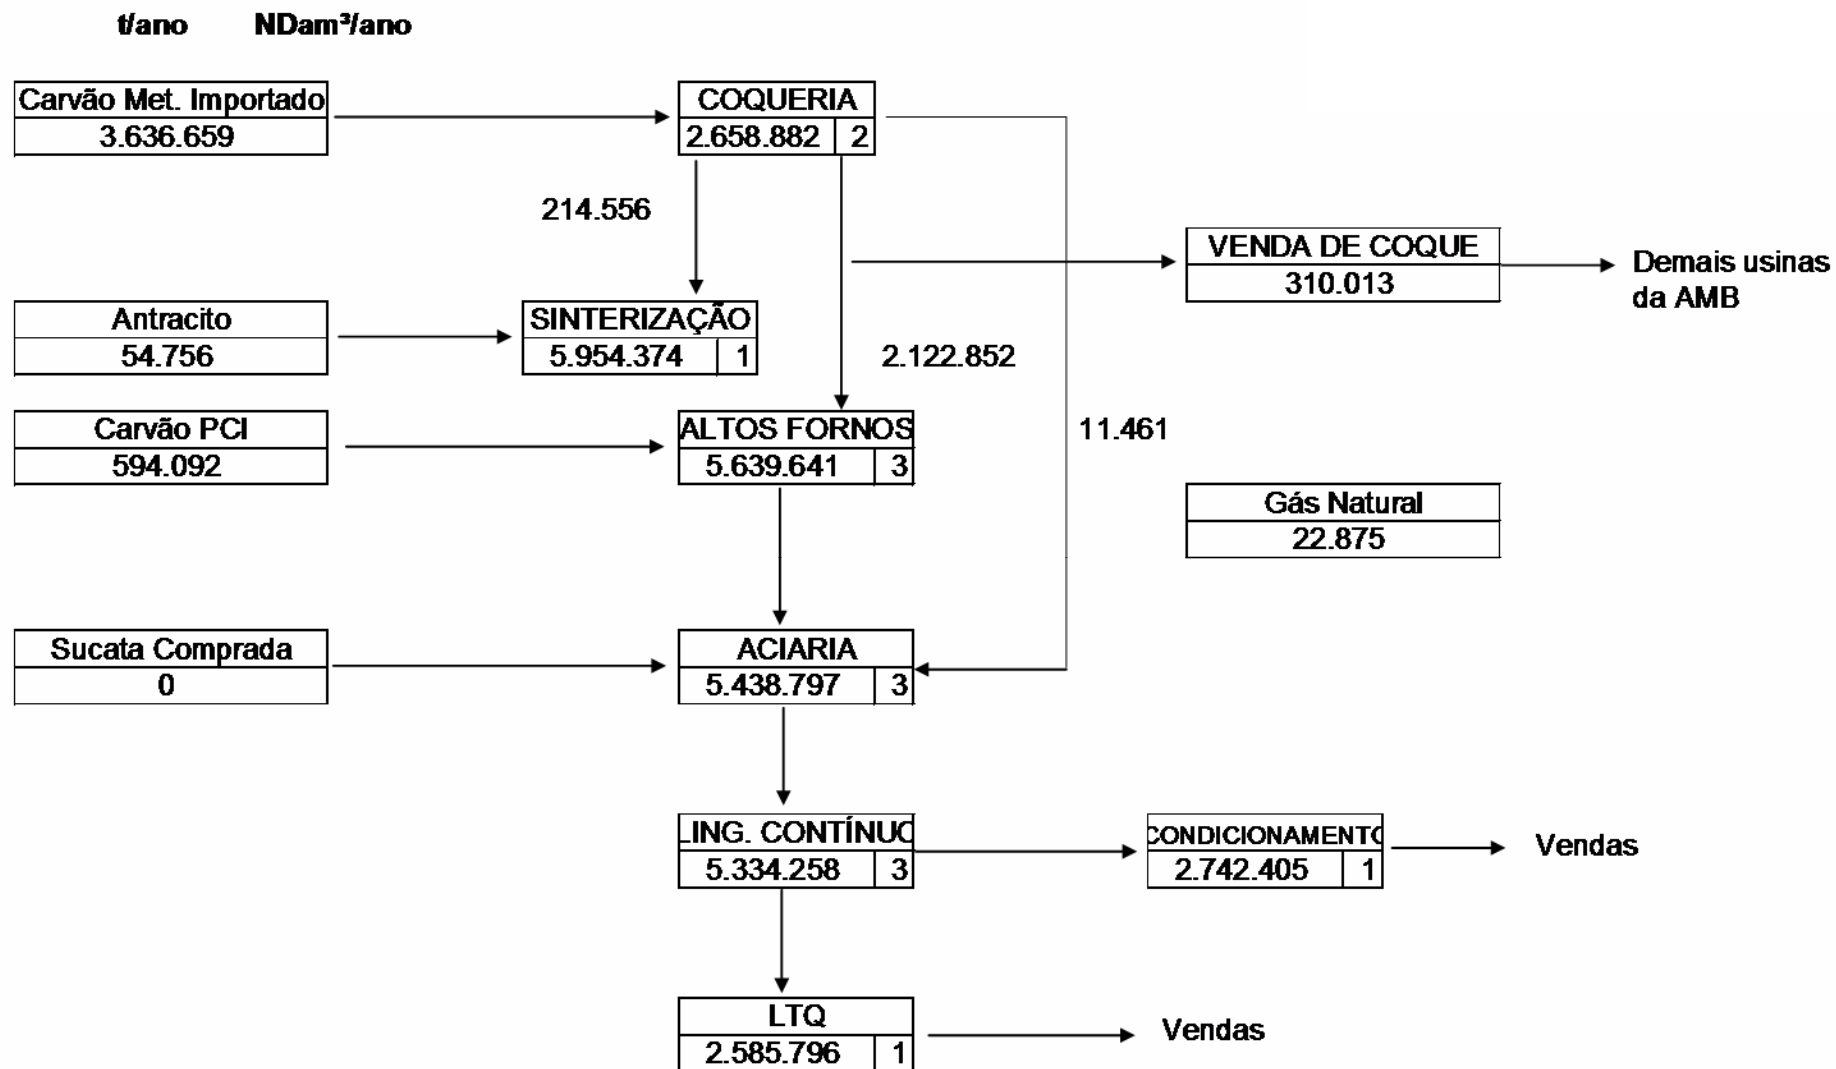 t/ano NDam³/ano
Carvão Met. Importado
3.636.659
COQUERIA
2.658.882 2
214.556
VENDA DE COQUE
310.013
Demais usinas
da AMB
Antracito
54.756
SINTERIZAÇÃO
5.954.374 1
2.122.852
Carvão PCI
594.092
ALTOS FORNOS
5.639.641 3
11.461
Gás Natural
22.875
Sucata Comprada
0
ACIARIA
5.438.797 3
LING. CONTÍNUO
5.334.258 3
CONDICIONAMENTO
2.742.405 1
Vendas
LTQ
2.585.796 1
Vendas